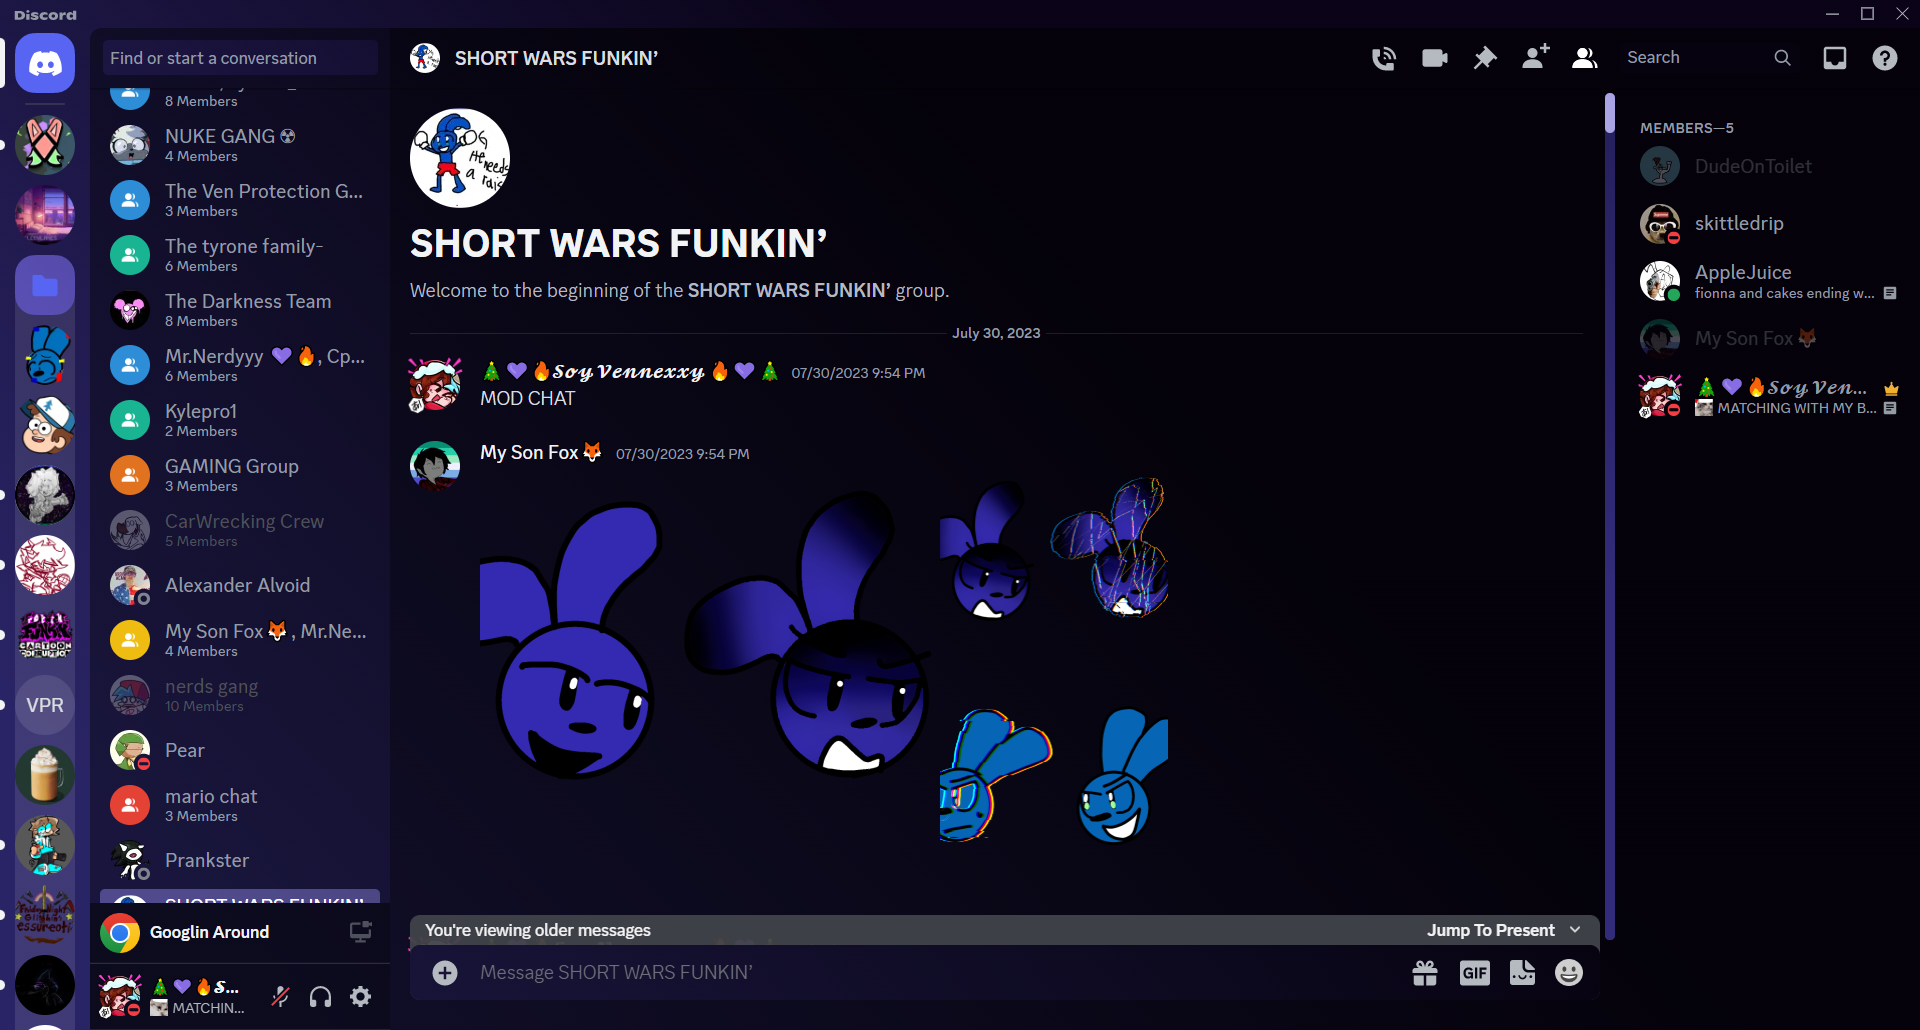 Discord
Find or start a conversation
SHORT WARS FUNKIN’
Search
8 Members
NUKE GANG ☢
4 Members
The Ven Protection G...
3 Members
The tyrone family-
6 Members
The Darkness Team
8 Members
Mr.Nerdyyy 💜🔥, Cp...
6 Members
Kylepro1
2 Members
GAMING Group
3 Members
CarWrecking Crew
5 Members
Alexander Alvoid
My Son Fox🦊, Mr.Ne...
4 Members
nerds gang
10 Members
VPR
Pear
mario chat
3 Members
Prankster
SHORT WARS FUNKIN’
CARTOON
Googlin Around
🎄💜🔥𝓢...
MATCHIN...
He needs
a rais
SHORT WARS FUNKIN’
Welcome to the beginning of the SHORT WARS FUNKIN’ group.
July 30, 2023
🎄💜🔥𝓢𝓸𝔂 𝓥𝓮𝓷𝓷𝓮𝔁𝔁𝔂🔥💜🎄 07/30/2023 9:54 PM
MOD CHAT
My Son Fox🦊 07/30/2023 9:54 PM
You're viewing older messages
Jump To Present
Message SHORT WARS FUNKIN’
GIF
MEMBERS—5
DudeOnToilet
skittledrip
AppleJuice
fionna and cakes ending w...
My Son Fox🦊
🎄💜🔥𝓢𝓸𝔂 𝓥𝓮𝓷...
MATCHING WITH MY B...